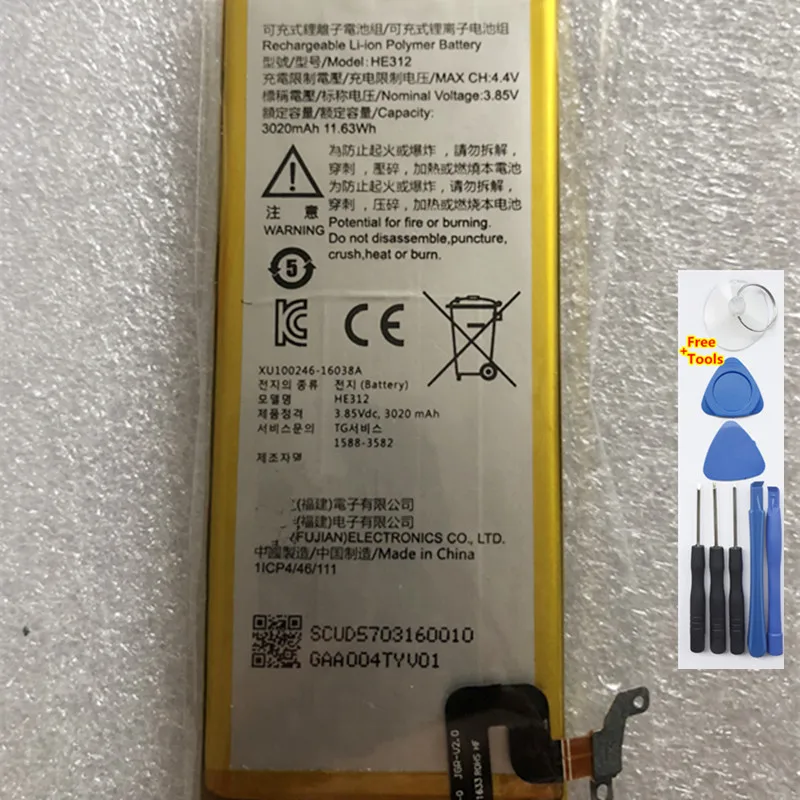 可充式鋰離子電池組/可充式锂离子电池组
Rechargeable Li-ion Polymer Battery
型號/型号/Model: HE312
充電限制電壓/充电限制电压/MAX CH:4.4V
標稱電壓/标称电压/Nominal Voltage:3.85V
額定容量/额定容量/Capacity:
3020mAh 11.63Wh
為防止起火或爆炸，請勿拆解，
穿刺，壓碎，加熱或燃燒本電池
为防止起火或爆炸，请勿拆解，
穿刺，压碎，加热或燃烧本电池
注 意
WARNING
Potential for fire or burning.
Do not disassemble,puncture,
crush,heat or burn.
5
CE
XU100246-16038A
전지의 종류 전지 (Battery)
모델명 HE312
제품정격 3.85Vdc, 3020 mAh
서비스문의 TG서비스
1588-3582
제조자명
(福建)電子有限公司
(福建)电子有限公司
(FUJIAN)ELECTRONICS CO., LTD.
中國製造/中国制造/Made in China
1ICP4/46/111
SCUD5703160010
GAA004TYV01
JGR-V2.0
1633 ROHS HF
+Free
Tools